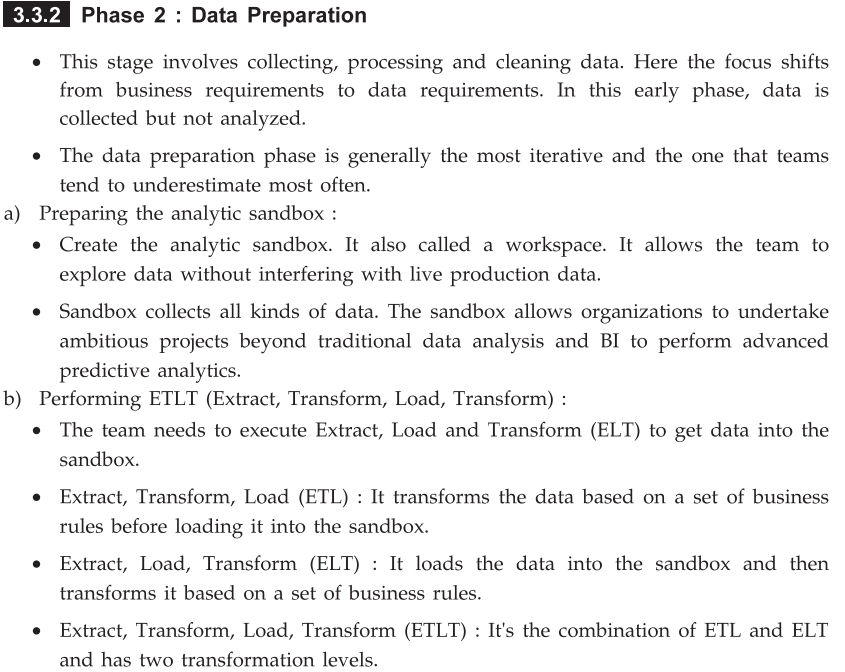 3.3.2 Phase 2 : Data Preparation
• This stage involves collecting, processing and cleaning data. Here the focus shifts
from business requirements to data requirements. In this early phase, data is
collected but not analyzed.
• The data preparation phase is generally the most iterative and the one that teams
tend to underestimate most often.
a) Preparing the analytic sandbox :
• Create the analytic sandbox. It also called a workspace. It allows the team to
explore data without interfering with live production data.
• Sandbox collects all kinds of data. The sandbox allows organizations to undertake
ambitious projects beyond traditional data analysis and BI to perform advanced
predictive analytics.
b) Performing ETLT (Extract, Transform, Load, Transform) :
• The team needs to execute Extract, Load and Transform (ELT) to get data into the
sandbox.
• Extract, Transform, Load (ETL) : It transforms the data based on a set of business
rules before loading it into the sandbox.
• Extract, Load, Transform (ELT) : It loads the data into the sandbox and then
transforms it based on a set of business rules.
• Extract, Transform, Load, Transform (ETLT) : It's the combination of ETL and ELT
and has two transformation levels.